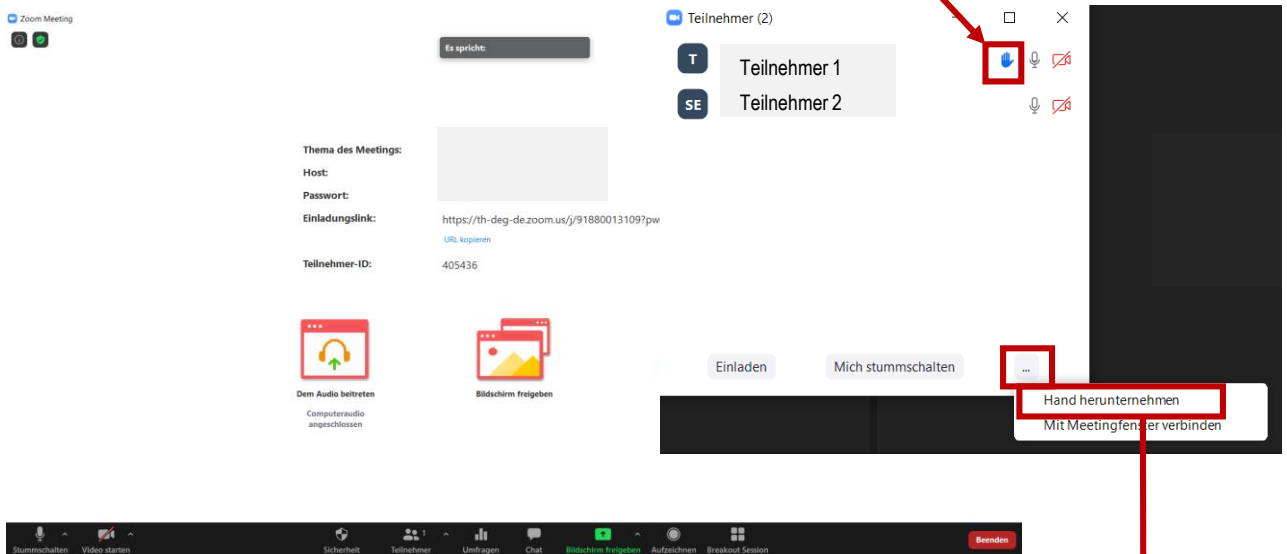 Zoom Meeting
Es spricht:
Thema des Meetings:
Host:
Passwort:
Einladungslink:
https://th-deg-de.zoom.us/j/91880013109?pw
URL kopieren
Teilnehmer-ID:
405436
Dem Audio beitreten
Computeraudio
angeschlossen
Bildschirm freigeben
Teilnehmer (2)
T
Teilnehmer 1
SE
Teilnehmer 2
Einladen
Mich stummschalten
...
Hand herunternehmen
Mit Meetingfenster verbinden
Stummschalten
Video starten
Sicherheit
Teilnehmer
1
Umfragen
Chat
Bildschirm freigeben
Aufzeichnen
Breakout Session
Beenden